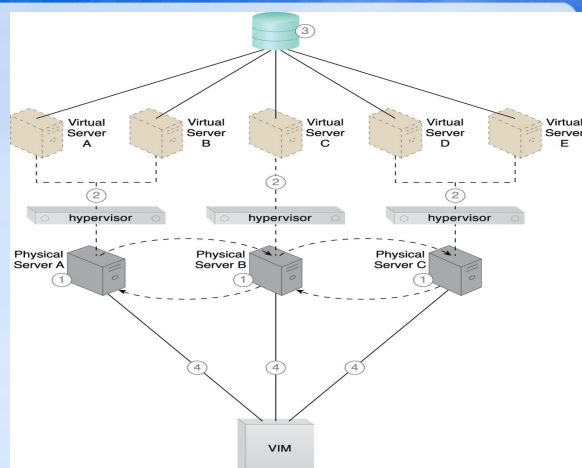 3
Virtual
Server
A
Virtual
Server
B
Virtual
Server
C
Virtual
Server
D
Virtual
Server
E
2
2
2
hypervisor
hypervisor
hypervisor
Physical
Server A
1
Physical
Server B
1
Physical
Server C
1
4
4
4
VIM